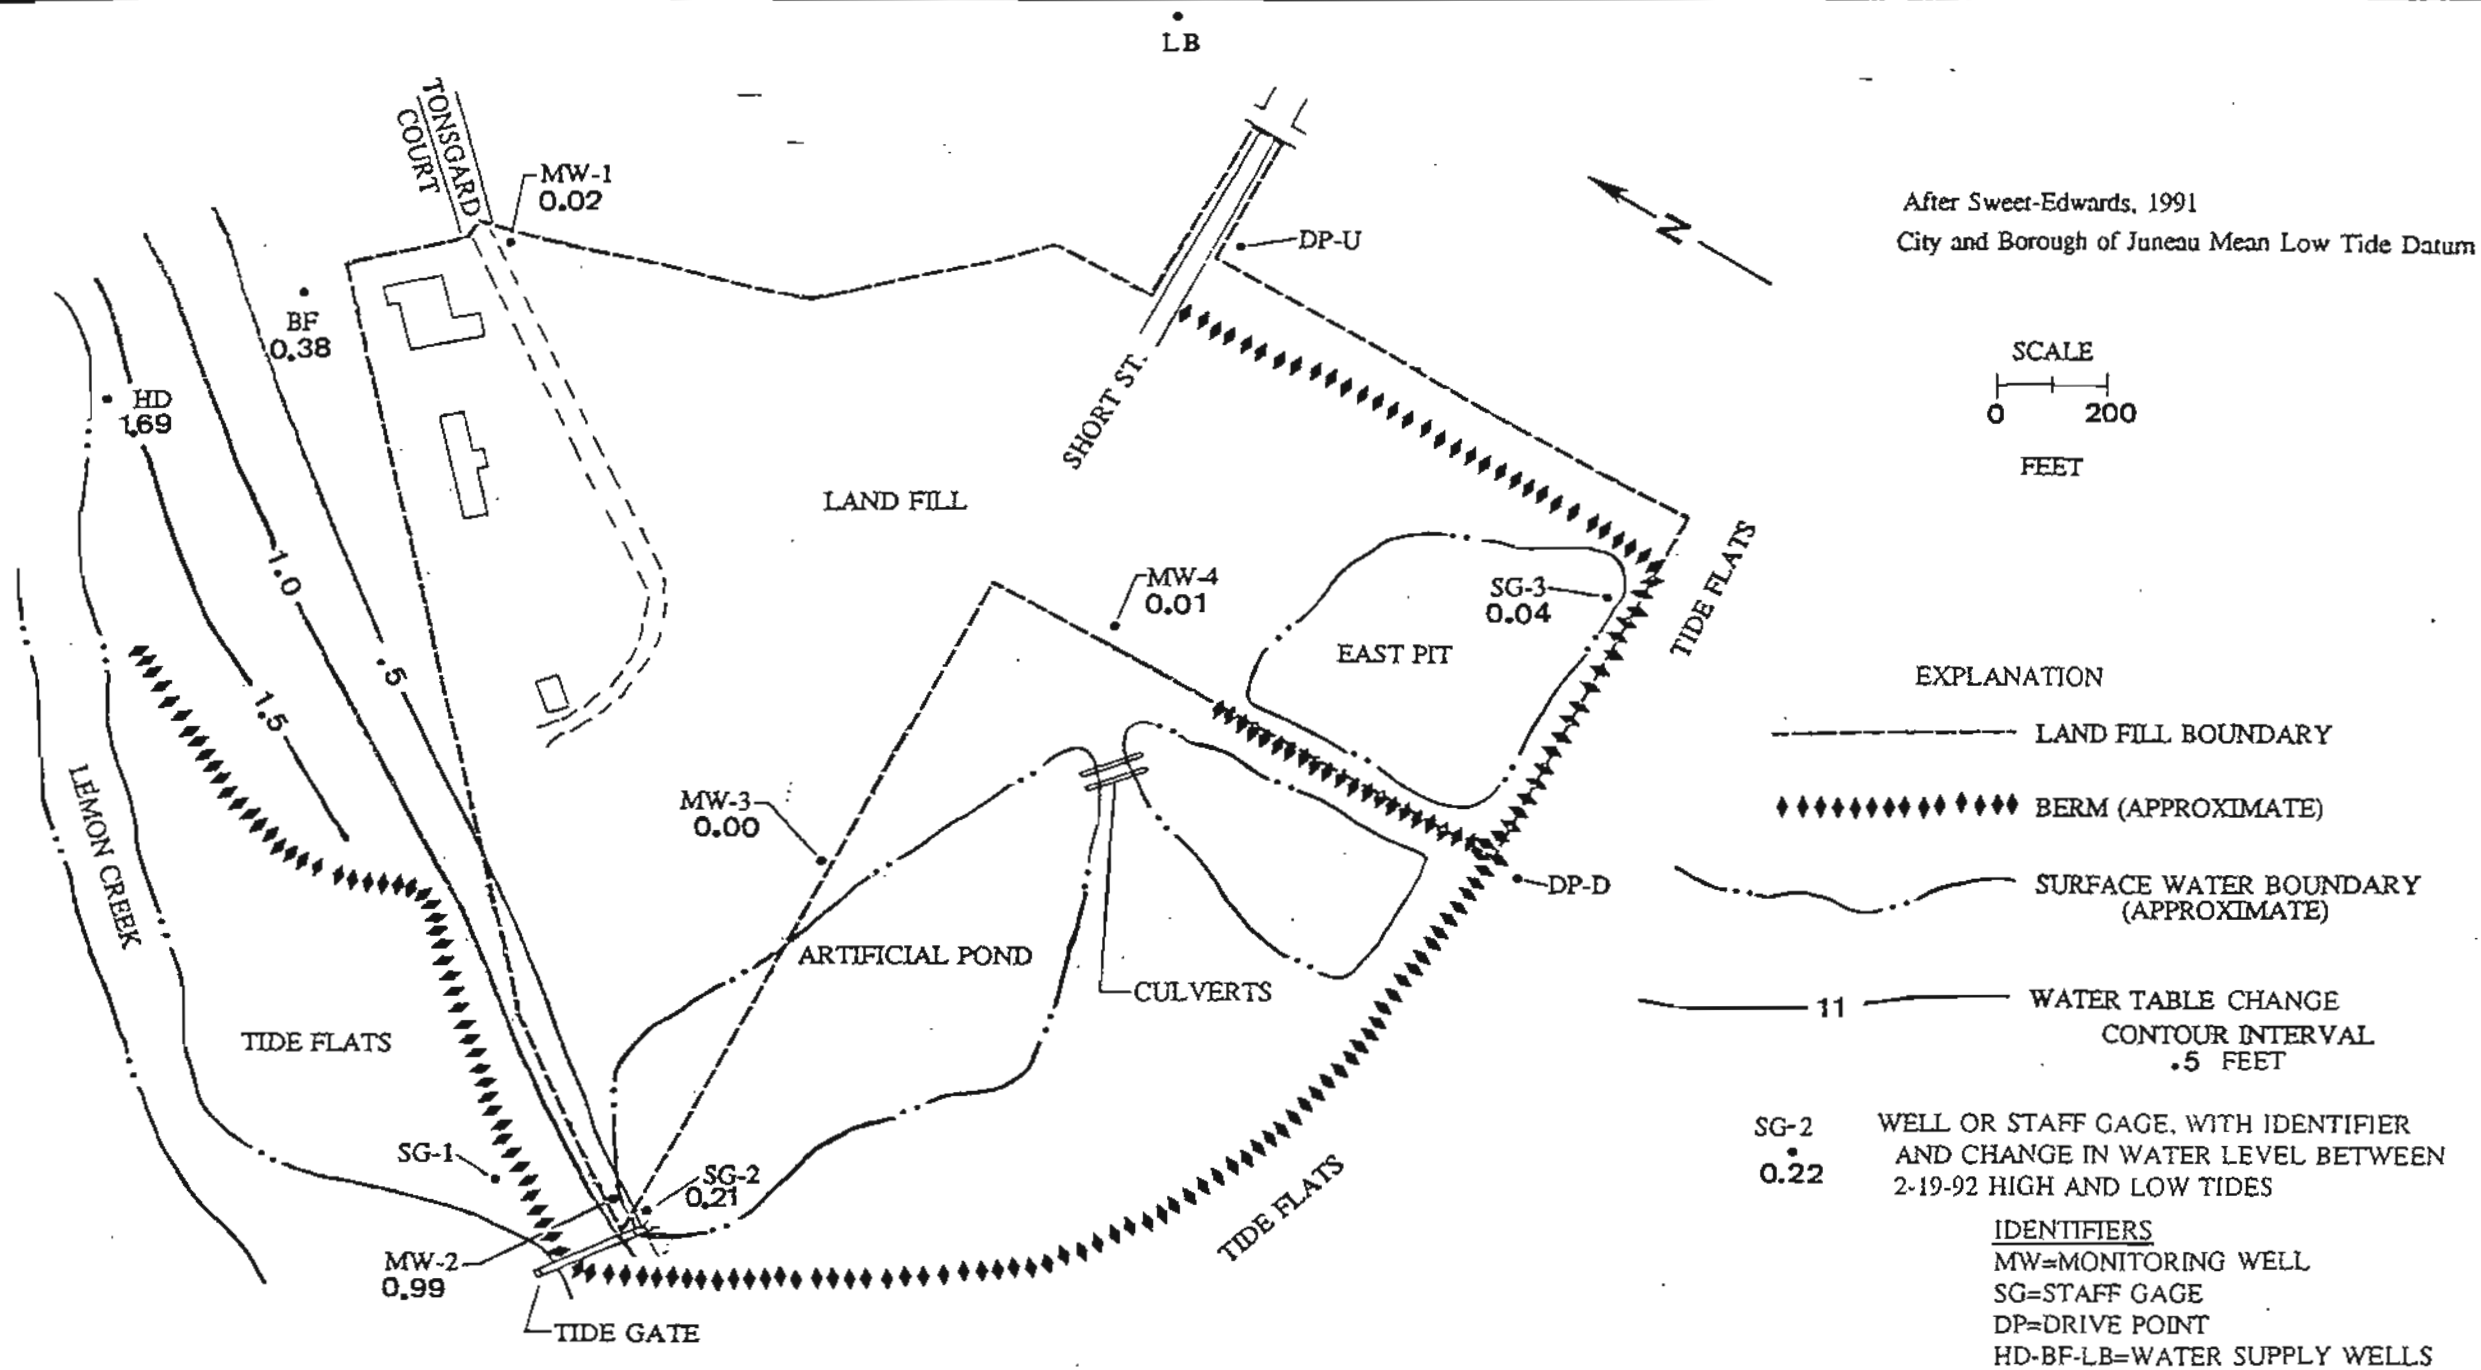 LB
TONSGARD
COURT
MW-1
0.02
DP-U
N
After Sweet-Edwards, 1991
City and Borough of Juneau Mean Low Tide Datum
BF
0.38
HD
1.69
SHORT ST.
SCALE
0 200
FEET
LAND FILL
1.0
.5
1.5
MW-4
0.01
SG-3
0.04
EAST PIT
TIDE FLATS
EXPLANATION
LAND FILL BOUNDARY
BERM (APPROXIMATE)
SURFACE WATER BOUNDARY
(APPROXIMATE)
11
WATER TABLE CHANGE
CONTOUR INTERVAL
.5 FEET
LEMON CREEK
MW-3
0.00
DP-D
ARTIFICIAL POND
CULVERTS
TIDE FLATS
SG-1
SG-2
0.21
TIDE FLATS
MW-2
0.99
TIDE GATE
SG-2
0.22
WELL OR STAFF GAGE, WITH IDENTIFIER
AND CHANGE IN WATER LEVEL BETWEEN
2-19-92 HIGH AND LOW TIDES
IDENTIFIERS
MW=MONITORING WELL
SG=STAFF GAGE
DP=DRIVE POINT
HD-BF-LB=WATER SUPPLY WELLS